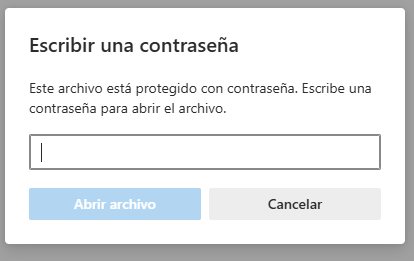 Escribir una contraseña
Este archivo está protegido con contraseña. Escribe una
contraseña para abrir el archivo.
Abrir archivo
Cancelar